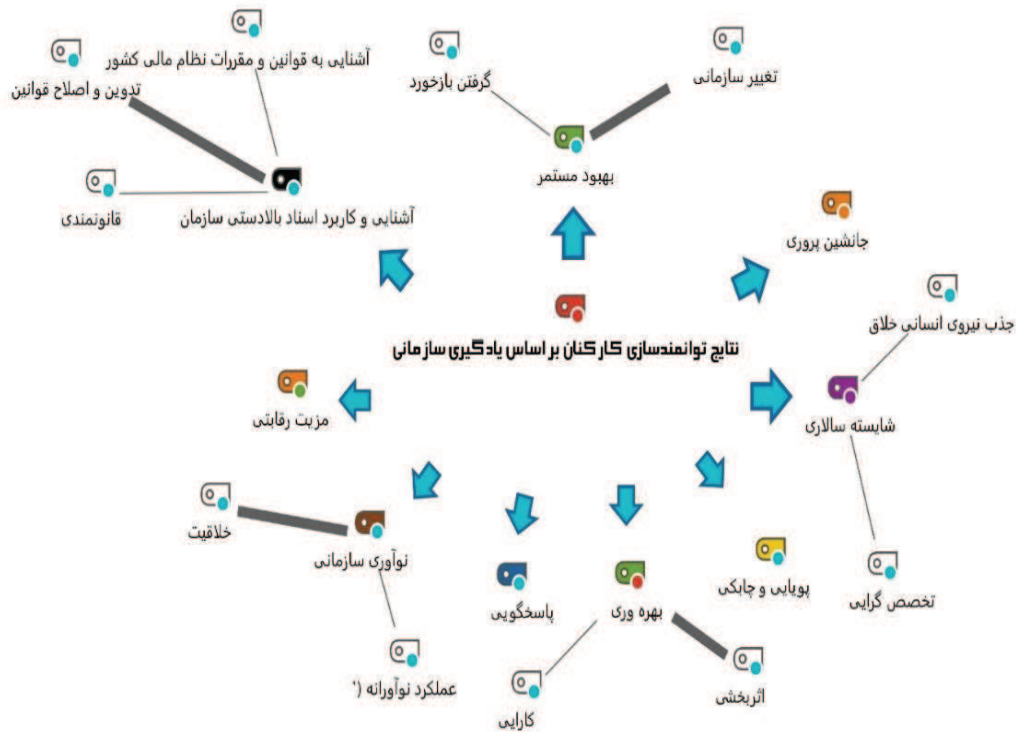 آشنایی به قوانین و مقررات نظام مالی کشور
تدوین و اصلاح قوانین
قانونمندی
آشنایی و کاربرد اسناد بالادستی سازمان
تغییر سازمانی
گرفتن بازخورد
بهبود مستمر
جانشین پروری
جذب نیروی انسانی خلاق
شایسته سالاری
تخصص گرایی
نتایج توانمندسازی کارکنان بر اساس یادگیری سازمانی
مزیت رقابتی
خلاقیت
نوآوری سازمانی
عملکرد نوآورانه ('
پاسخگویی
بهره وری
پویایی و چابکی
اثربخشی
کارایی